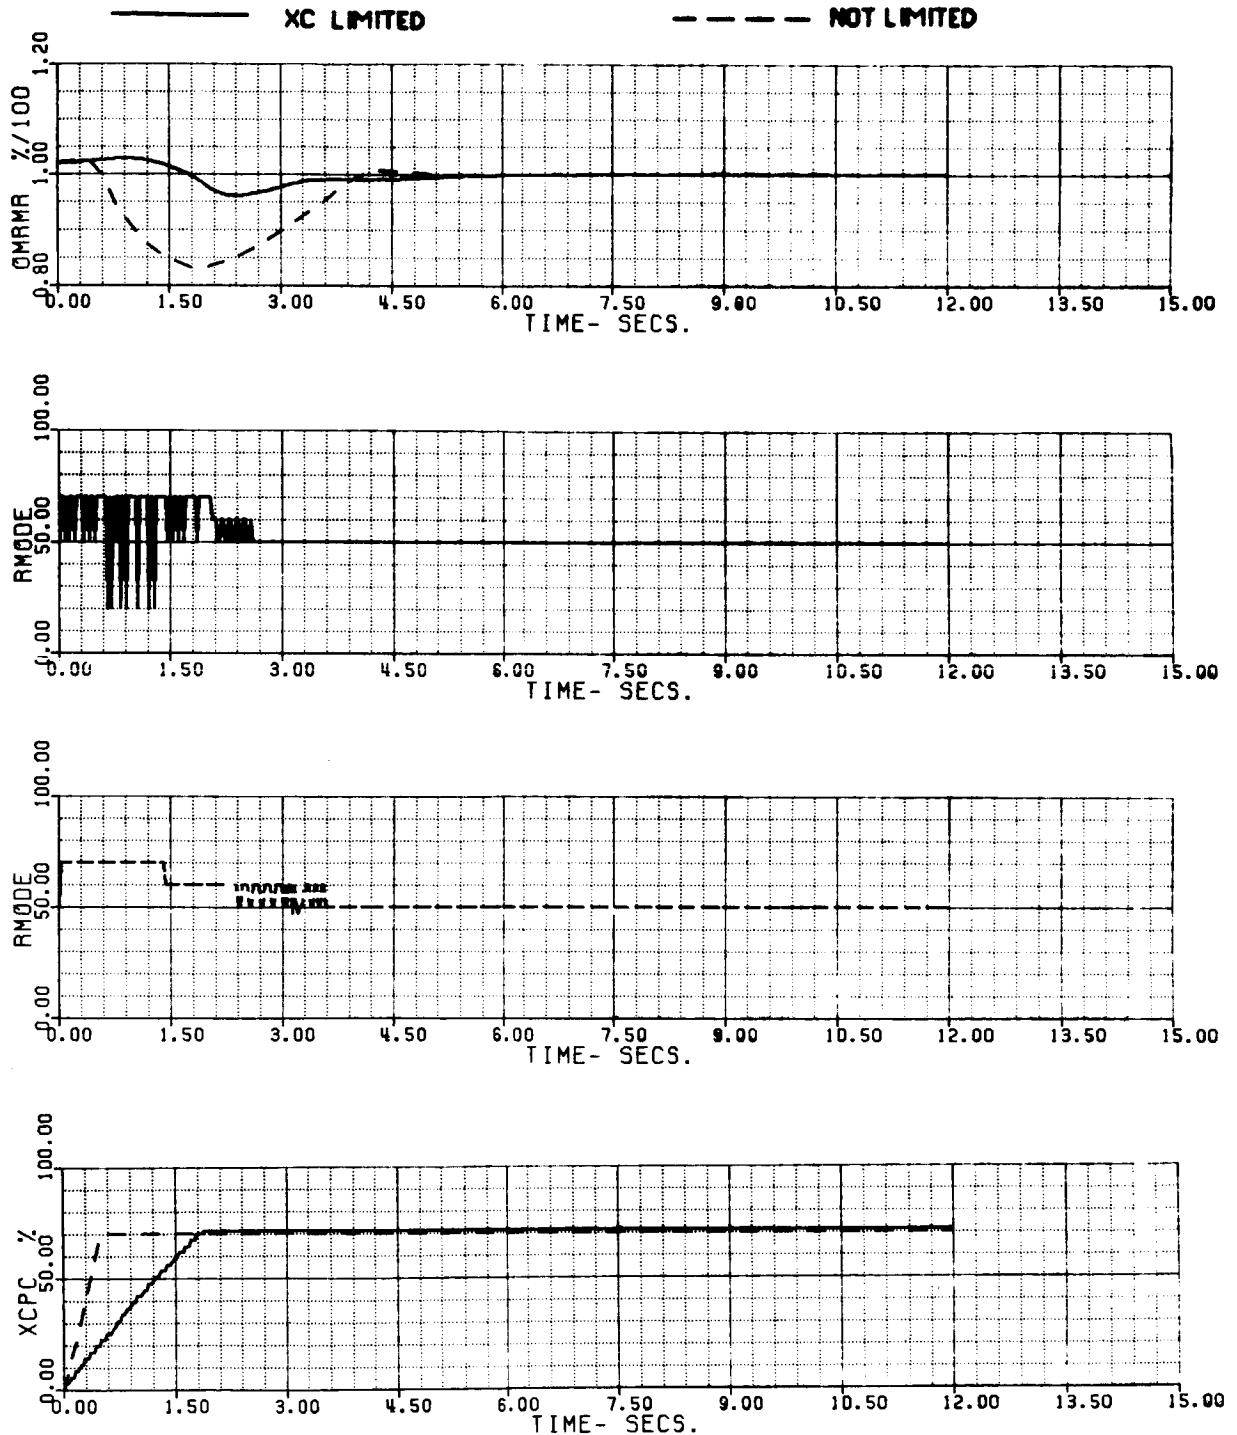 XC LIMITED
NOT LIMITED
OMRMR %/100
0.80 1.00 1.20
0.00 1.50 3.00 4.50 6.00 7.50 9.00 10.50 12.00 13.50 15.00
TIME- SECS.
RMODE
0.00 50.00 100.00
0.00 1.50 3.00 4.50 6.00 7.50 9.00 10.50 12.00 13.50 15.00
TIME- SECS.
RMODE
0.00 50.00 100.00
0.00 1.50 3.00 4.50 6.00 7.50 9.00 10.50 12.00 13.50 15.00
TIME- SECS.
XCPC %
0.00 50.00 100.00
0.00 1.50 3.00 4.50 6.00 7.50 9.00 10.50 12.00 13.50 15.00
TIME- SECS.